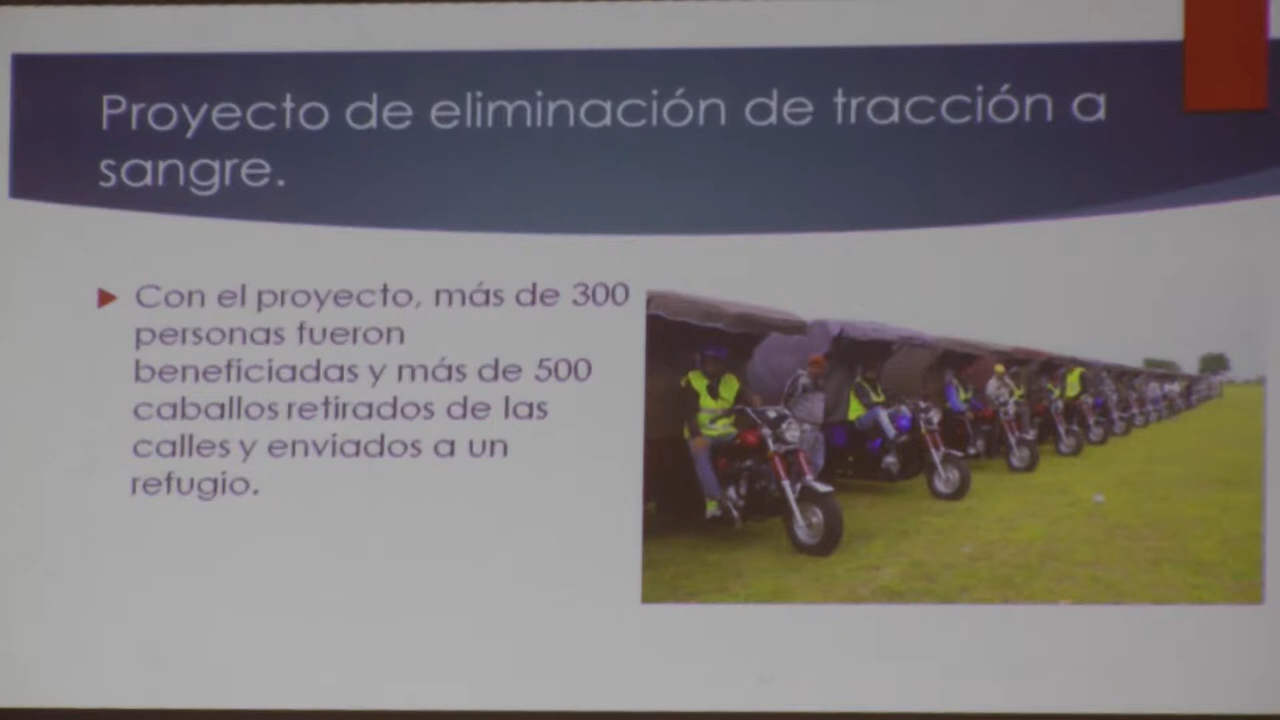 Proyecto de eliminación de tracción a
sangre.
Con el proyecto, más de 300
personas fueron
beneficiadas y más de 500
caballos retirados de las
calles y enviados a un
refugio.